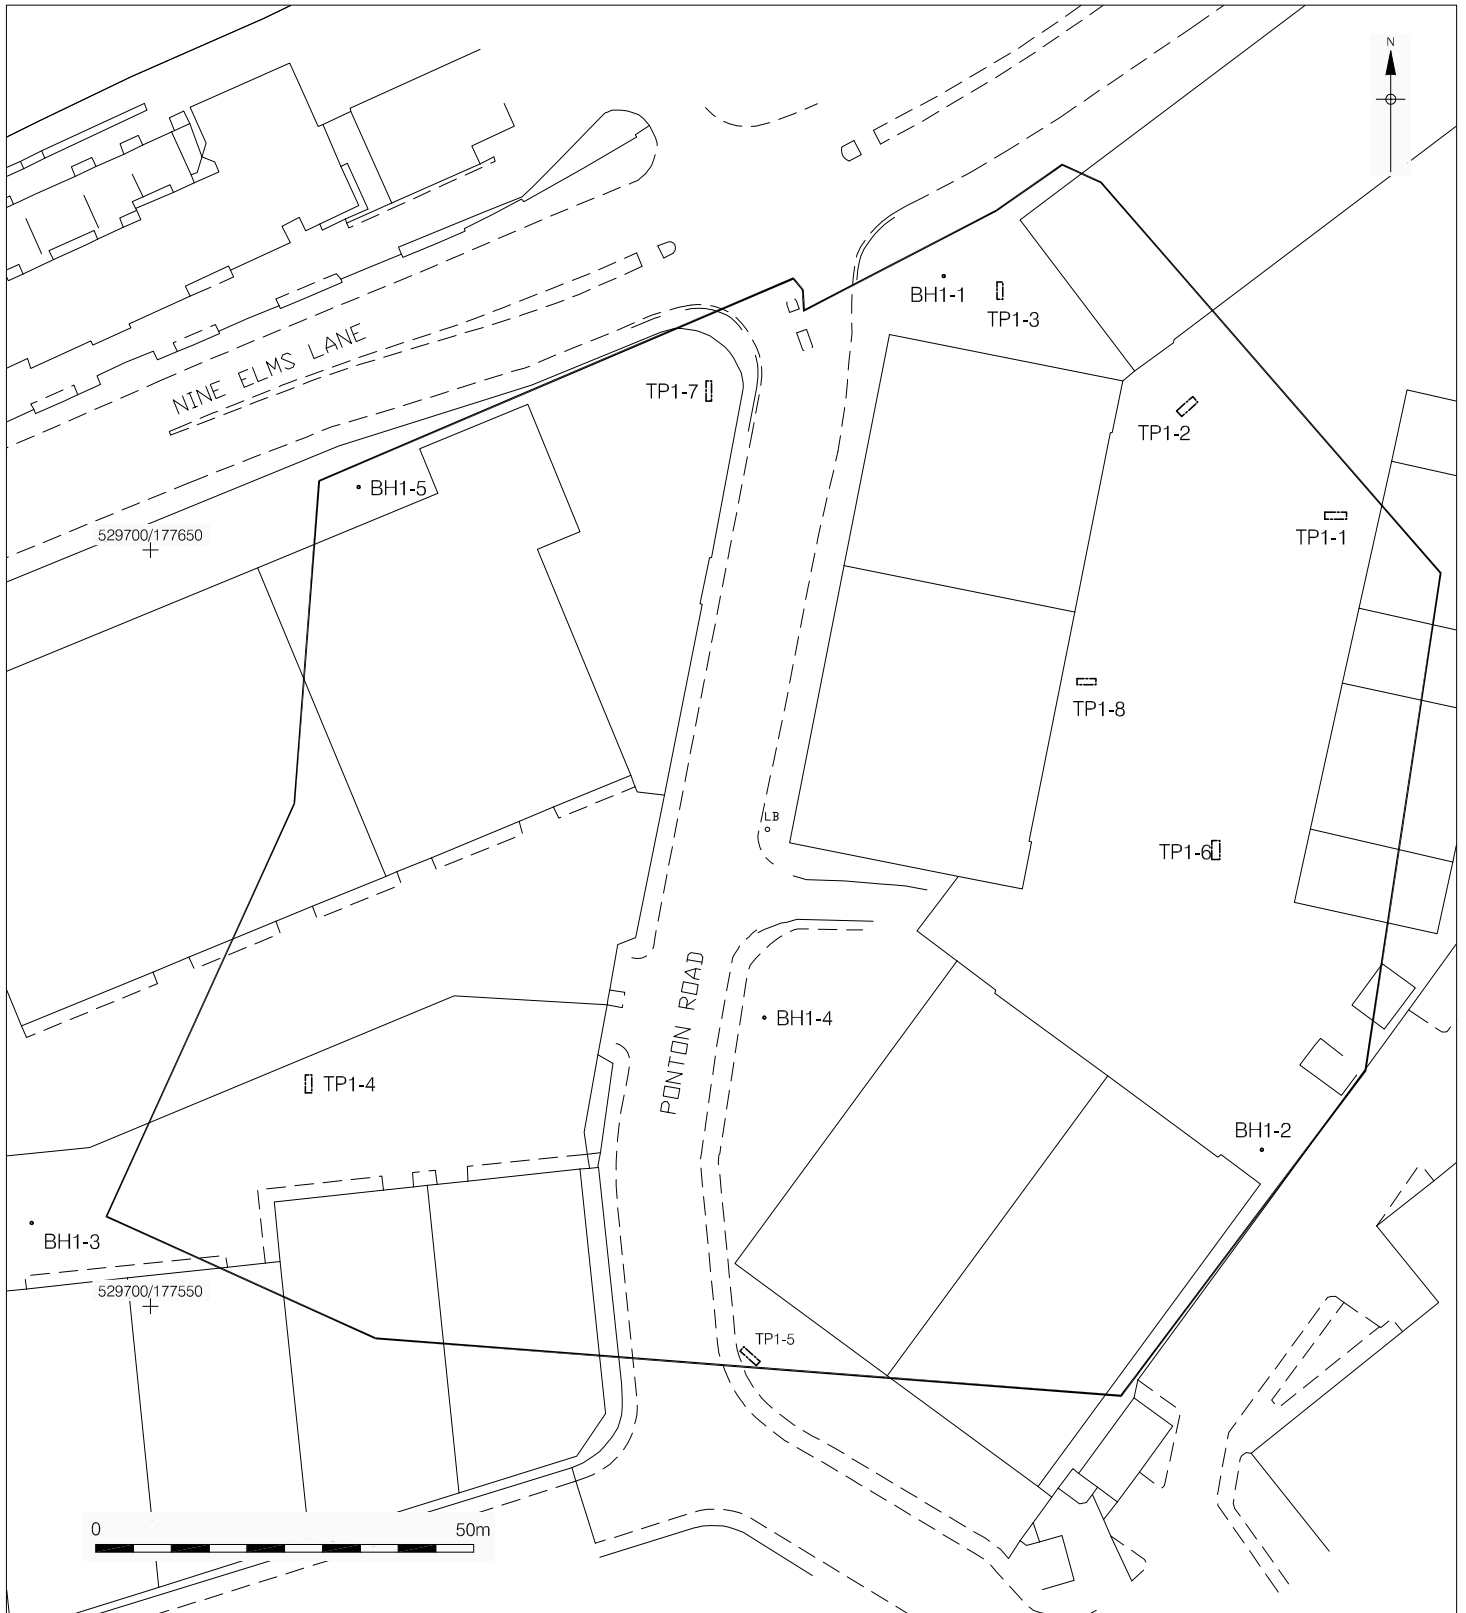 N
BH1-1
TP1-3
NINE ELMS LANE
TP1-7
TP1-2
BH1-5
529700/177650
TP1-1
TP1-8
LB
TP1-6
PONTON ROAD
BH1-4
TP1-4
BH1-2
BH1-3
529700/177550
TP1-5
0 50m